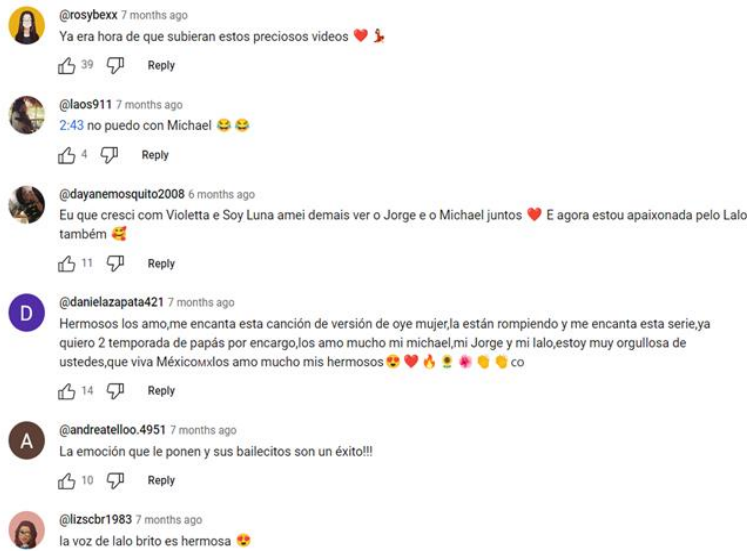 @rosybexx 7 months ago
Ya era hora de que subieran estos preciosos videos ❤️ 💃
39 Reply
@laos911 7 months ago
2:43 no puedo con Michael 😂 😂
4 Reply
@dayanemosquito2008 6 months ago
Eu que cresci com Violetta e Soy Luna amei demais ver o Jorge e o Michael juntos ❤️ E agora estou apaixonada pelo Lalo
também 🥰
11 Reply
D
@danielazapata421 7 months ago
Hermosos los amo,me encanta esta canción de versión de oye mujer,la están rompiendo y me encanta esta serie,ya
quiero 2 temporada de papás por encargo,los amo mucho mi michael,mi Jorge y mi lalo,estoy muy orgullosa de
ustedes,que viva Méxicoᴍxlos amo mucho mis hermosos😍❤️🔥🌻🌺👏👏co
14 Reply
A
@andreatelloo.4951 7 months ago
La emoción que le ponen y sus bailecitos son un éxito!!!
10 Reply
@lizscbr1983 7 months ago
la voz de lalo brito es hermosa 😍